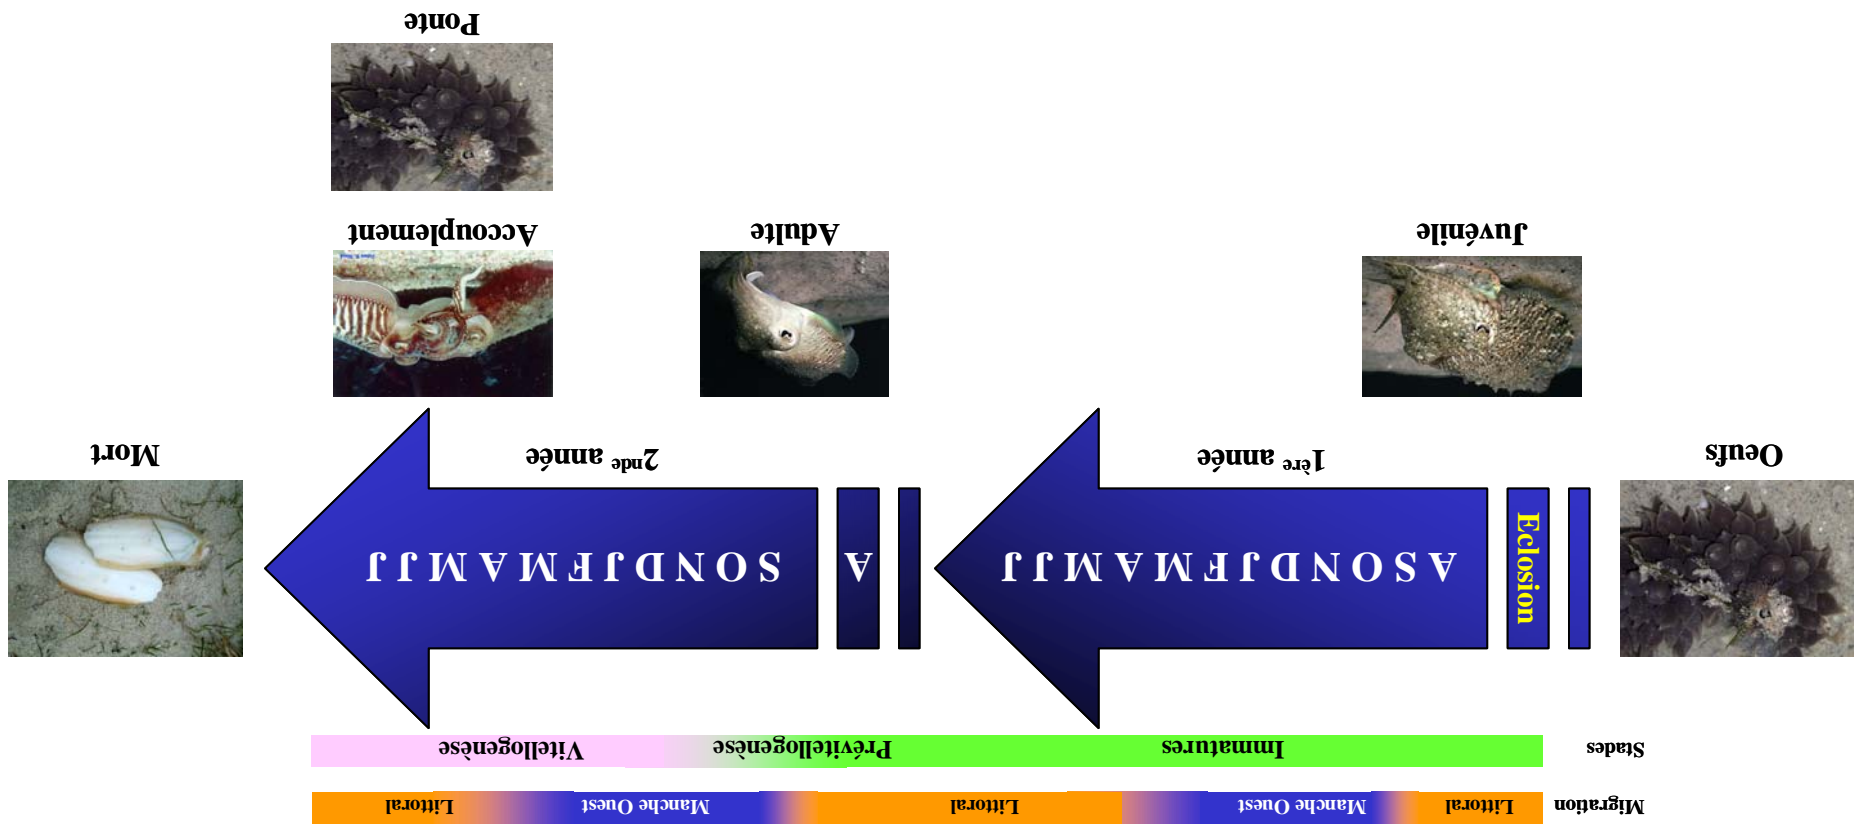 Migration Littoral Manche Ouest Littoral Manche Ouest Littoral
Stades Immatures Prévitellogenèse Vitellogenèse
Eclosion
A S O N D J F M A M J J
A
S O N D J F M A M J J
Oeufs
1ère année
2nde année
Mort
Juvénile
Adulte
Accouplement
Ponte